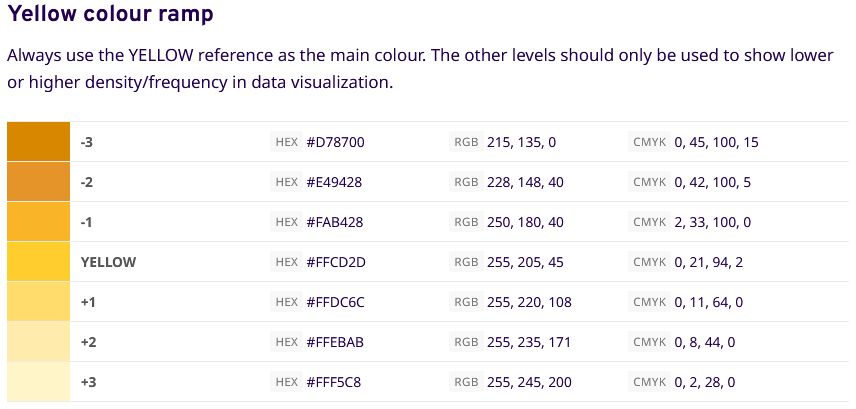 Yellow colour ramp
Always use the YELLOW reference as the main colour. The other levels should only be used to show lower
or higher density/frequency in data visualization.
-3 HEX #D78700 RGB 215, 135, 0 CMYK 0, 45, 100, 15
-2 HEX #E49428 RGB 228, 148, 40 CMYK 0, 42, 100, 5
-1 HEX #FAB428 RGB 250, 180, 40 CMYK 2, 33, 100, 0
YELLOW HEX #FFCD2D RGB 255, 205, 45 CMYK 0, 21, 94, 2
+1 HEX #FFDC6C RGB 255, 220, 108 CMYK 0, 11, 64, 0
+2 HEX #FFEBAB RGB 255, 235, 171 CMYK 0, 8, 44, 0
+3 HEX #FFF5C8 RGB 255, 245, 200 CMYK 0, 2, 28, 0